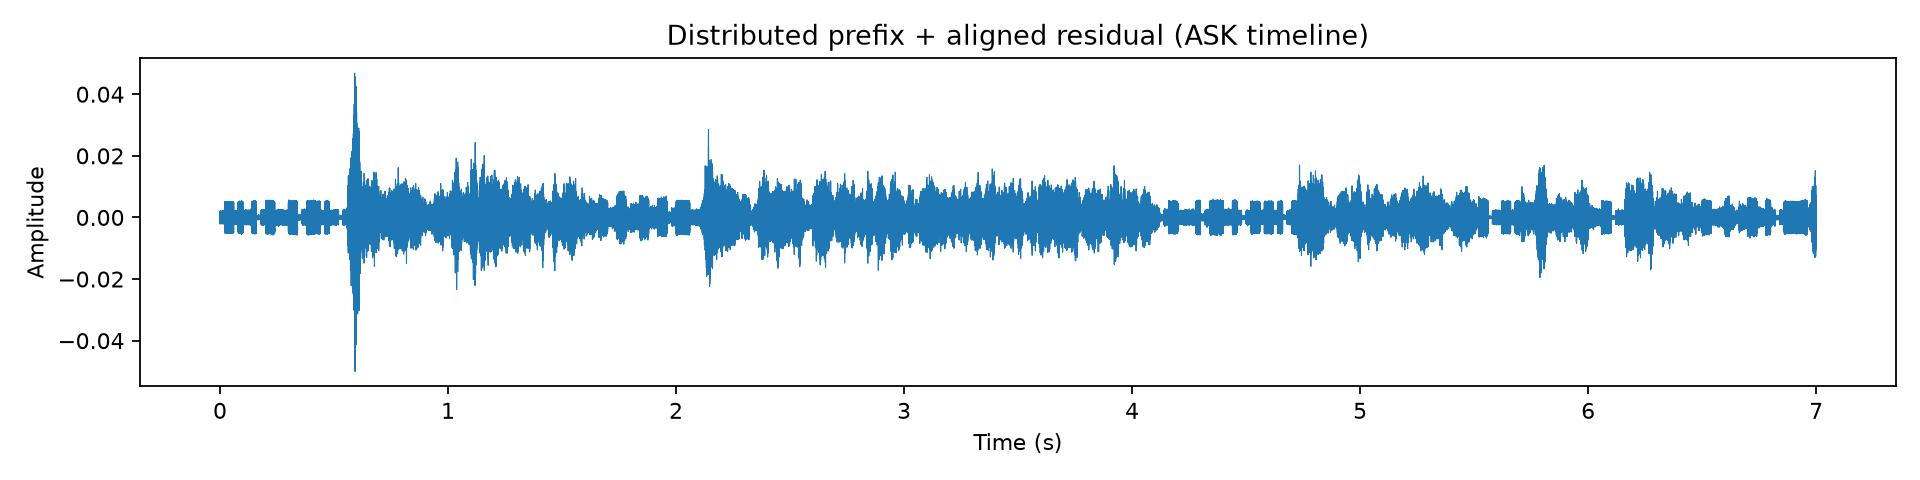 Distributed prefix + aligned residual (ASK timeline)
Amplitude
0.04
0.02
0.00
−0.02
−0.04
0 1 2 3 4 5 6 7
Time (s)